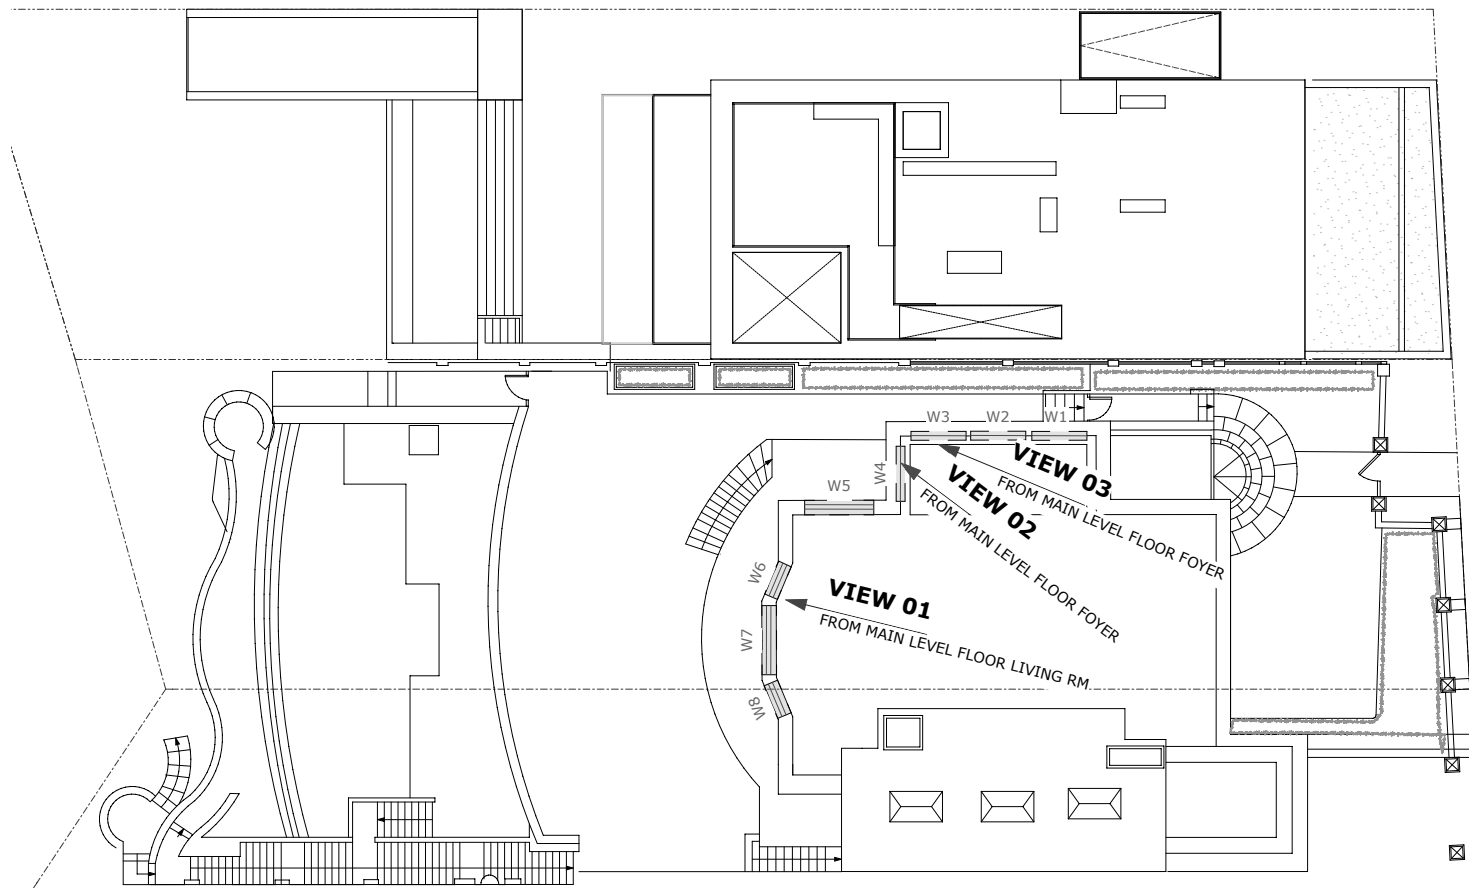 W3
W2
W1
W4
W5
VIEW 03
FROM MAIN LEVEL FLOOR FOYER
VIEW 02
FROM MAIN LEVEL FLOOR FOYER
W6
VIEW 01
FROM MAIN LEVEL FLOOR LIVING RM
W7
W8